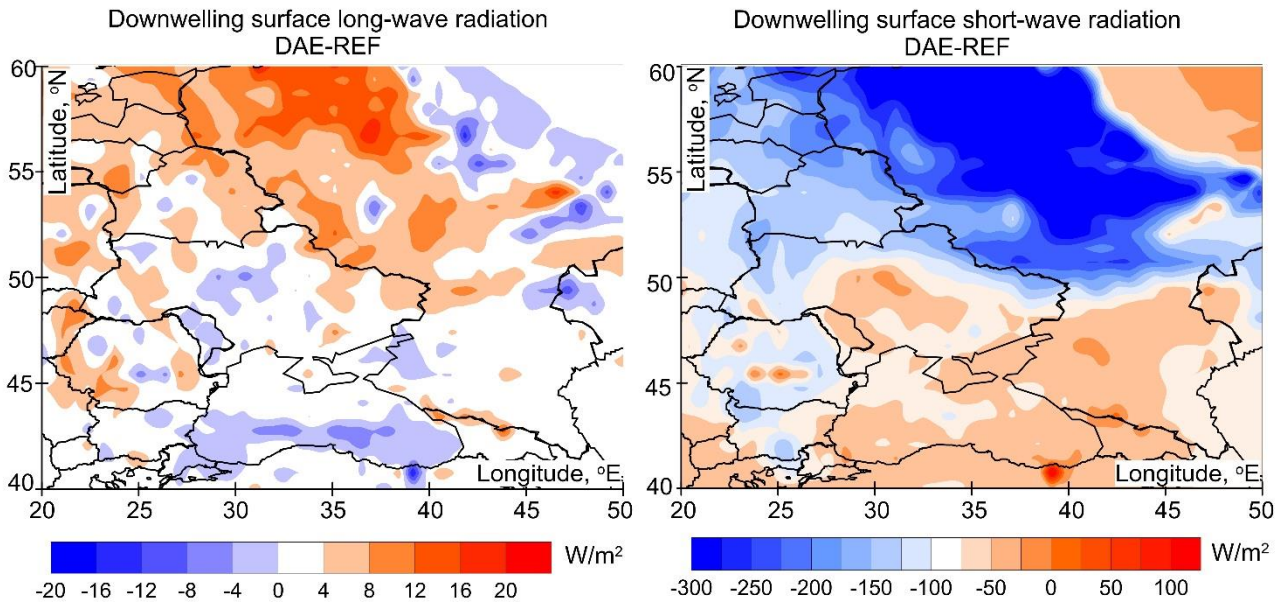 Downwelling surface long-wave radiation
DAE-REF
60
55
50
45
40
Latitude, °N
Longitude, °E
20 25 30 35 40 45 50
-20 -16 -12 -8 -4 0 4 8 12 16 20
W/m²
Downwelling surface short-wave radiation
DAE-REF
60
55
50
45
40
Latitude, °N
Longitude, °E
20 25 30 35 40 45 50
-300 -250 -200 -150 -100 -50 0 50 100
W/m²